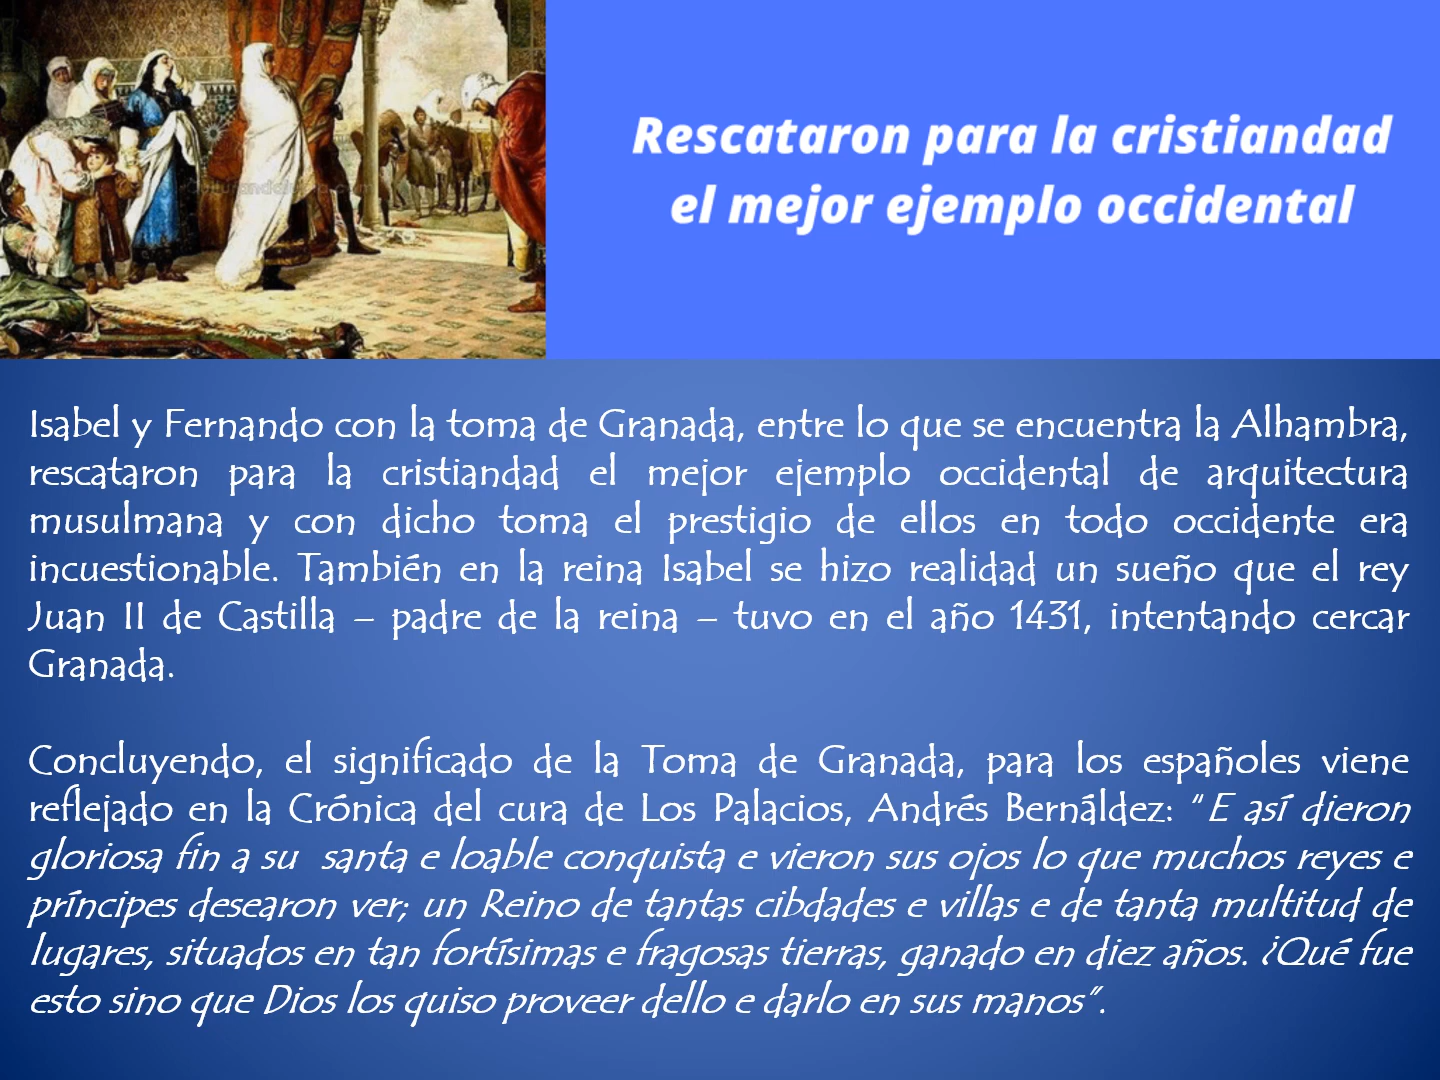 Rescataron para la cristiandad
el mejor ejemplo occidental
Isabel y Fernando con la toma de Granada, entre lo que se encuentra la Alhambra,
rescataron para la cristiandad el mejor ejemplo occidental de arquitectura
musulmana y con dicho toma el prestigio de ellos en todo occidente era
incuestionable. También en la reina Isabel se hizo realidad un sueño que el rey
Juan II de Castilla – padre de la reina – tuvo en el año 1431, intentando cercar
Granada.
Concluyendo, el significado de la Toma de Granada, para los españoles viene
reflejado en la Crónica del cura de Los Palacios, Andrés Bernáldez: “E así dieron
gloriosa fin a su santa e loable conquista e vieron sus ojos lo que muchos reyes e
príncipes desearon ver; un Reino de tantas cibdades e villas e de tanta multitud de
lugares, situados en tan fortísimas e fragosas tierras, ganado en diez años. ¿Qué fue
esto sino que Dios los quiso proveer dello e darlo en sus manos”.